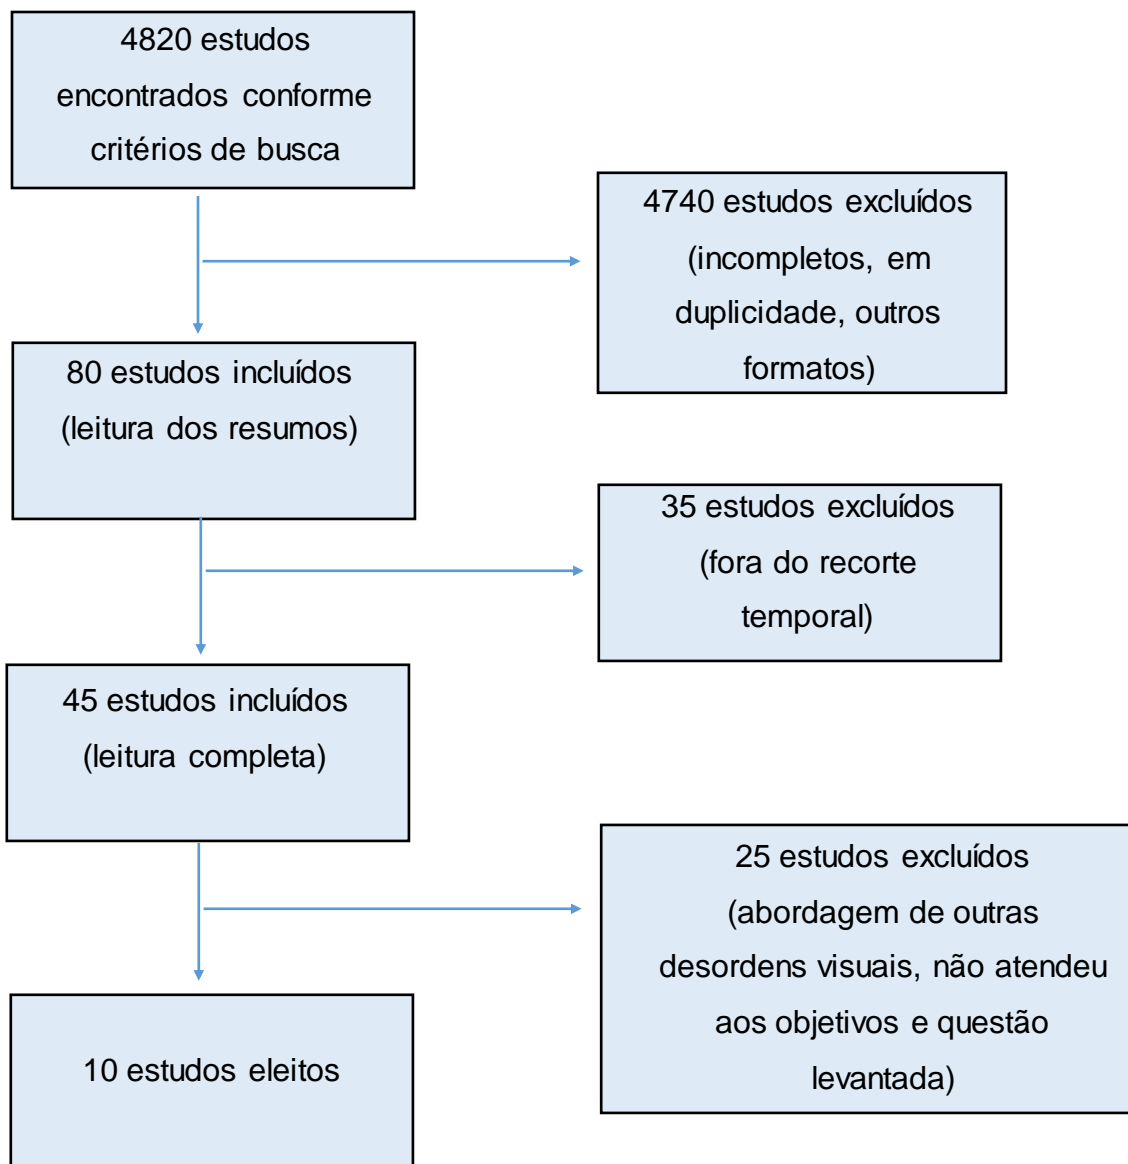 4820 estudos
encontrados conforme
critérios de busca
4740 estudos excluídos
(incompletos, em
duplicidade, outros
formatos)
80 estudos incluídos
(leitura dos resumos)
35 estudos excluídos
(fora do recorte
temporal)
45 estudos incluídos
(leitura completa)
25 estudos excluídos
(abordagem de outras
desordens visuais, não atendeu
aos objetivos e questão
levantada)
10 estudos eleitos